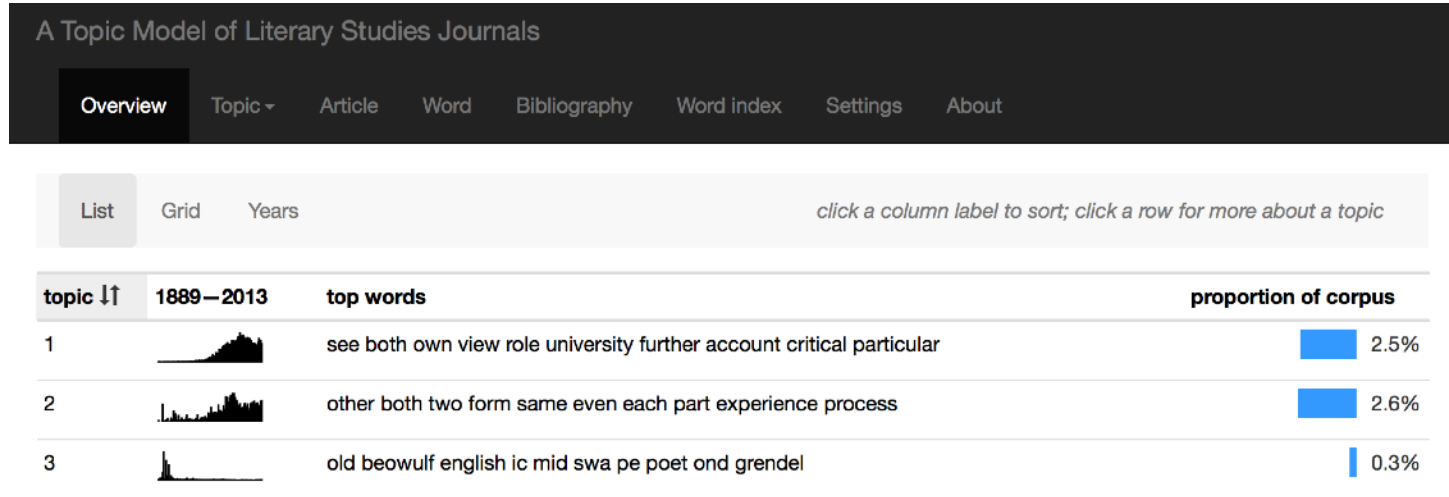 A Topic Model of Literary Studies Journals
Overview Topic Article Word Bibliography Word index Settings About
List Grid Years click a column label to sort; click a row for more about a topic
topic 1889—2013 top words proportion of corpus
1 see both own view role university further account critical particular 2.5%
2 other both two form same even each part experience process 2.6%
3 old beowulf english ic mid swa pe poet ond grendel 0.3%